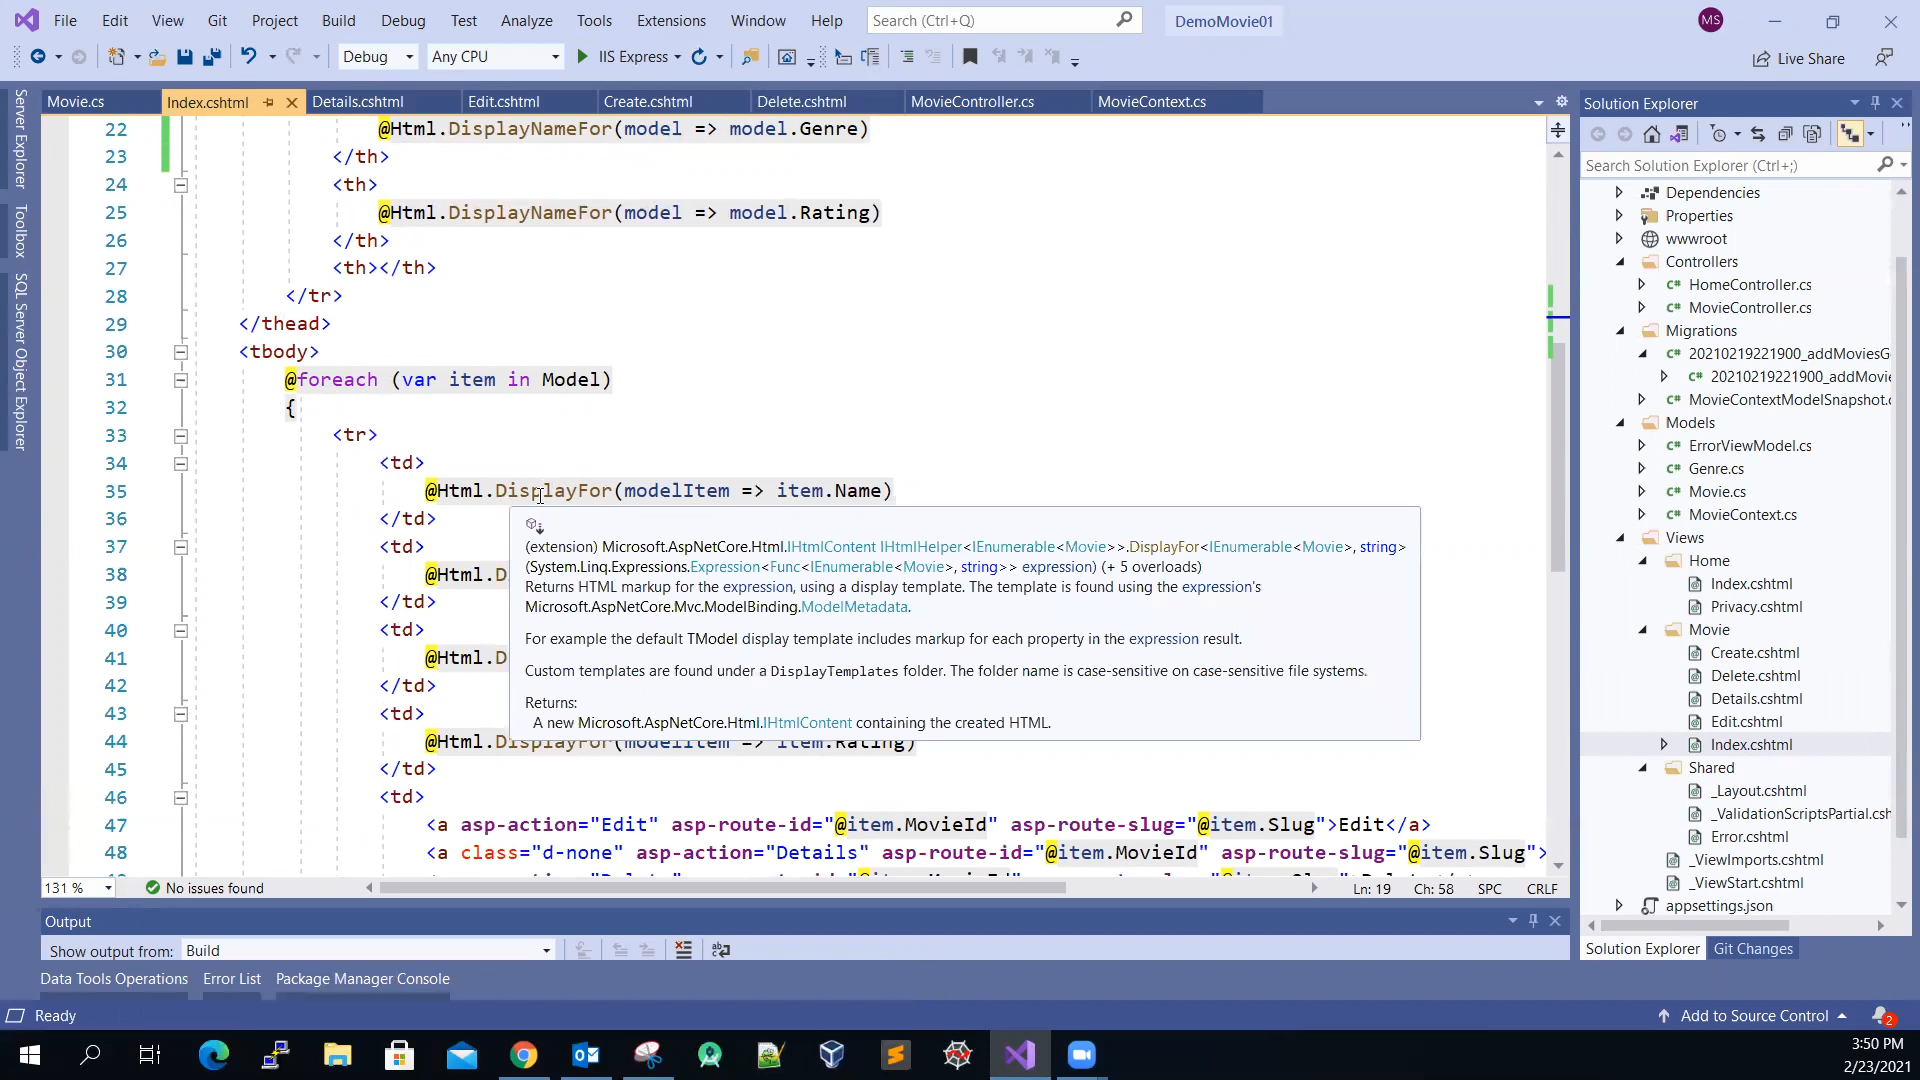 File Edit View Git Project Build Debug Test Analyze Tools Extensions Window Help Search (Ctrl+Q) DemoMovie01 MS
Debug Any CPU IIS Express Live Share
Movie.cs Index.cshtml Details.cshtml Edit.cshtml Create.cshtml Delete.cshtml MovieController.cs MovieContext.cs
Server Explorer
Toolbox
SQL Server Object Explorer
22 @Html.DisplayNameFor(model => model.Genre)
23 </th>
24 <th>
25 @Html.DisplayNameFor(model => model.Rating)
26 </th>
27 <th></th>
28 </tr>
29 </thead>
30 <tbody>
31 @foreach (var item in Model)
32 {
33 <tr>
34 <td>
35 @Html.DisplayFor(modelItem => item.Name)
36 </td>
37 <td>
38 @Html.D
39 </td>
40 <td>
41 @Html.D
42 </td>
43 <td>
44 @Html.DisplayFor(modelItem => item.Rating)
45 </td>
46 <td>
47 <a asp-action="Edit" asp-route-id="@item.MovieId" asp-route-slug="@item.Slug">Edit</a>
48 <a class="d-none" asp-action="Details" asp-route-id="@item.MovieId" asp-route-slug="@item.Slug">
(extension) Microsoft.AspNetCore.Html.IHtmlContent IHtmlHelper<IEnumerable<Movie>>.DisplayFor<IEnumerable<Movie>, string>
(System.Linq.Expressions.Expression<Func<IEnumerable<Movie>, string>> expression) (+ 5 overloads)
Returns HTML markup for the expression, using a display template. The template is found using the expression's
Microsoft.AspNetCore.Mvc.ModelBinding.ModelMetadata.
For example the default TModel display template includes markup for each property in the expression result.
Custom templates are found under a DisplayTemplates folder. The folder name is case-sensitive on case-sensitive file systems.
Returns:
A new Microsoft.AspNetCore.Html.IHtmlContent containing the created HTML.
131 % No issues found Ln: 19 Ch: 58 SPC CRLF
Output
Show output from: Build
Data Tools Operations Error List Package Manager Console
Solution Explorer
Search Solution Explorer (Ctrl+;)
Dependencies
Properties
wwwroot
Controllers
HomeController.cs
MovieController.cs
Migrations
20210219221900_addMoviesG
20210219221900_addMovie
MovieContextModelSnapshot.c
Models
ErrorViewModel.cs
Genre.cs
Movie.cs
MovieContext.cs
Views
Home
Index.cshtml
Privacy.cshtml
Movie
Create.cshtml
Delete.cshtml
Details.cshtml
Edit.cshtml
Index.cshtml
Shared
_Layout.cshtml
_ValidationScriptsPartial.csh
Error.cshtml
_ViewImports.cshtml
_ViewStart.cshtml
appsettings.json
Solution Explorer Git Changes
Ready Add to Source Control 2
3:50 PM
2/23/2021